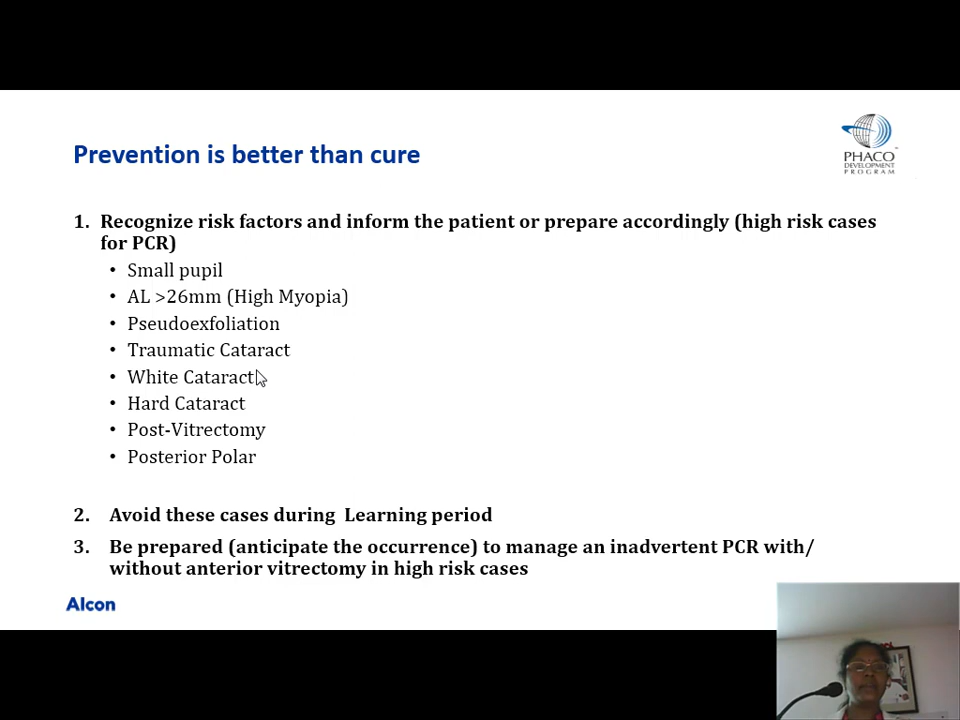 Prevention is better than cure
PHACO
DEVELOPMENT
PROGRAM
1. Recognize risk factors and inform the patient or prepare accordingly (high risk cases
for PCR)
• Small pupil
• AL >26mm (High Myopia)
• Pseudoexfoliation
• Traumatic Cataract
• White Cataract
• Hard Cataract
• Post-Vitrectomy
• Posterior Polar
2. Avoid these cases during Learning period
3. Be prepared (anticipate the occurrence) to manage an inadvertent PCR with/
without anterior vitrectomy in high risk cases
Alcon